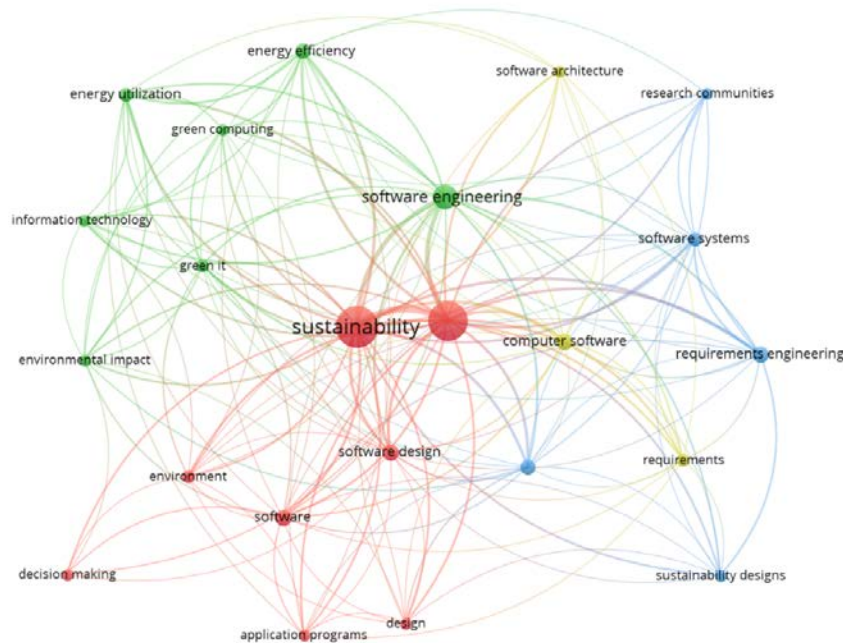 energy efficiency
software architecture
energy utilization
research communities
green computing
software engineering
information technology
software systems
green it
sustainability
computer software
environmental impact
requirements engineering
software design
requirements
environment
software
decision making
sustainability designs
design
application programs